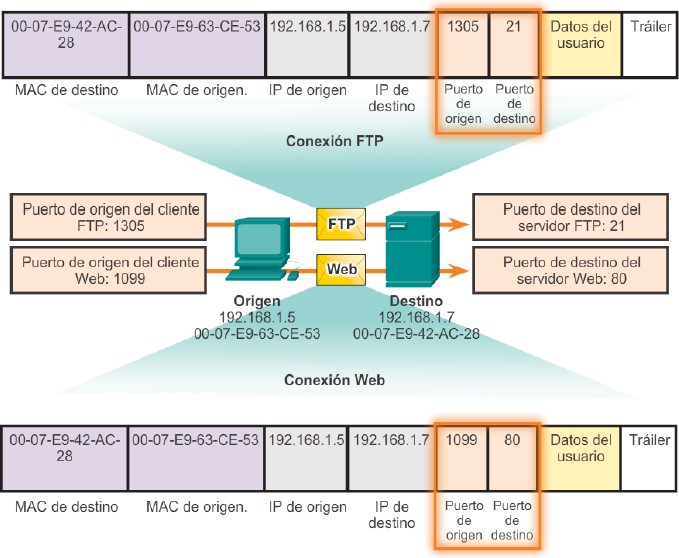 00-07-E9-42-AC-
28
00-07-E9-63-CE-53
192.168.1.5
192.168.1.7
1305
21
Datos del
usuario
Tráiler
MAC de destino
MAC de origen.
IP de origen
IP de
destino
Puerto
de
origen
Puerto
de
destino
Conexión FTP
Puerto de origen del cliente
FTP: 1305
FTP
Puerto de destino del
servidor FTP: 21
Puerto de origen del cliente
Web: 1099
Web
Puerto de destino del
servidor Web: 80
Origen
192.168.1.5
00-07-E9-63-CE-53
Destino
192.168.1.7
00-07-E9-42-AC-28
Conexión Web
00-07-E9-42-AC-
28
00-07-E9-63-CE-53
192.168.1.5
192.168.1.7
1099
80
Datos del
usuario
Tráiler
MAC de destino
MAC de origen.
IP de origen
IP de
destino
Puerto
de
origen
Puerto
de
destino